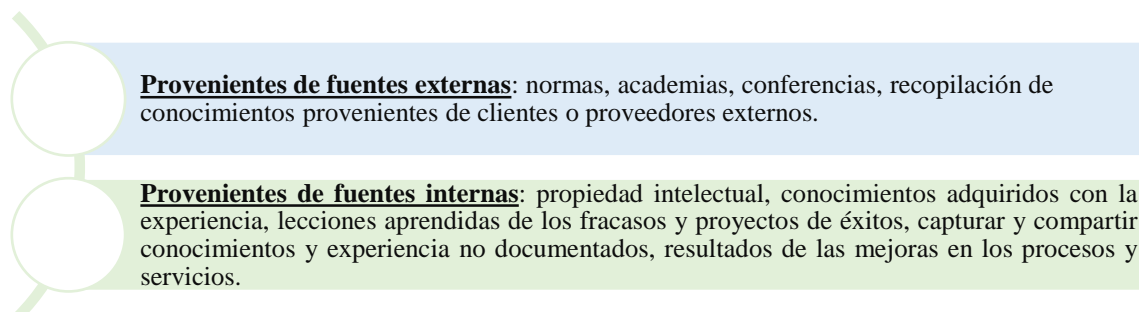 Provenientes de fuentes externas: normas, academias, conferencias, recopilación de
conocimientos provenientes de clientes o proveedores externos.
Provenientes de fuentes internas: propiedad intelectual, conocimientos adquiridos con la
experiencia, lecciones aprendidas de los fracasos y proyectos de éxitos, capturar y compartir
conocimientos y experiencia no documentados, resultados de las mejoras en los procesos y
servicios.